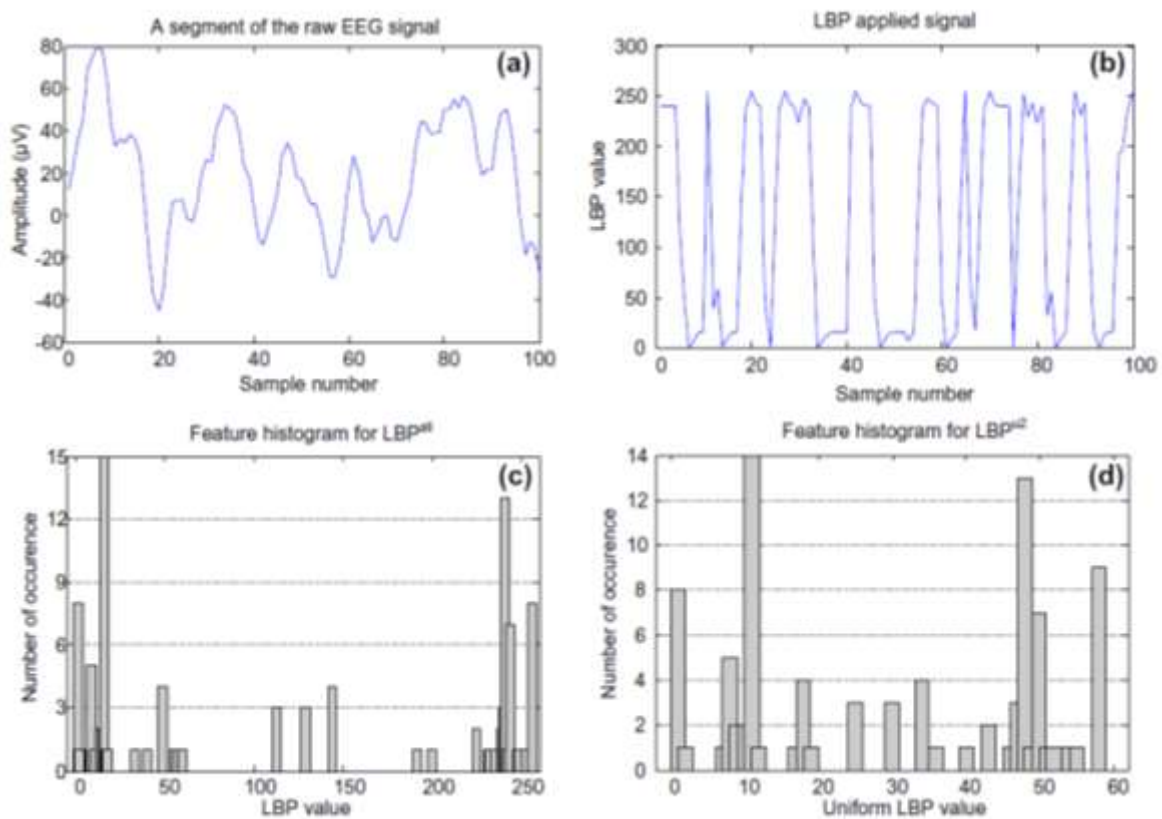 A segment of the raw EEG signal
(a)
80
60
40
20
0
-20
-40
-60
Amplitude (µV)
0 20 40 60 80 100
Sample number
LBP applied signal
(b)
300
250
200
150
100
50
0
LBP value
0 20 40 60 80 100
Sample number
Feature histogram for LBP
(c)
15
12
9
6
3
0
Number of occurence
0 50 100 150 200 250
LBP value
Feature histogram for LBPu2
(d)
14
12
10
8
6
4
2
0
Number of occurence
0 10 20 30 40 50 60
Uniform LBP value